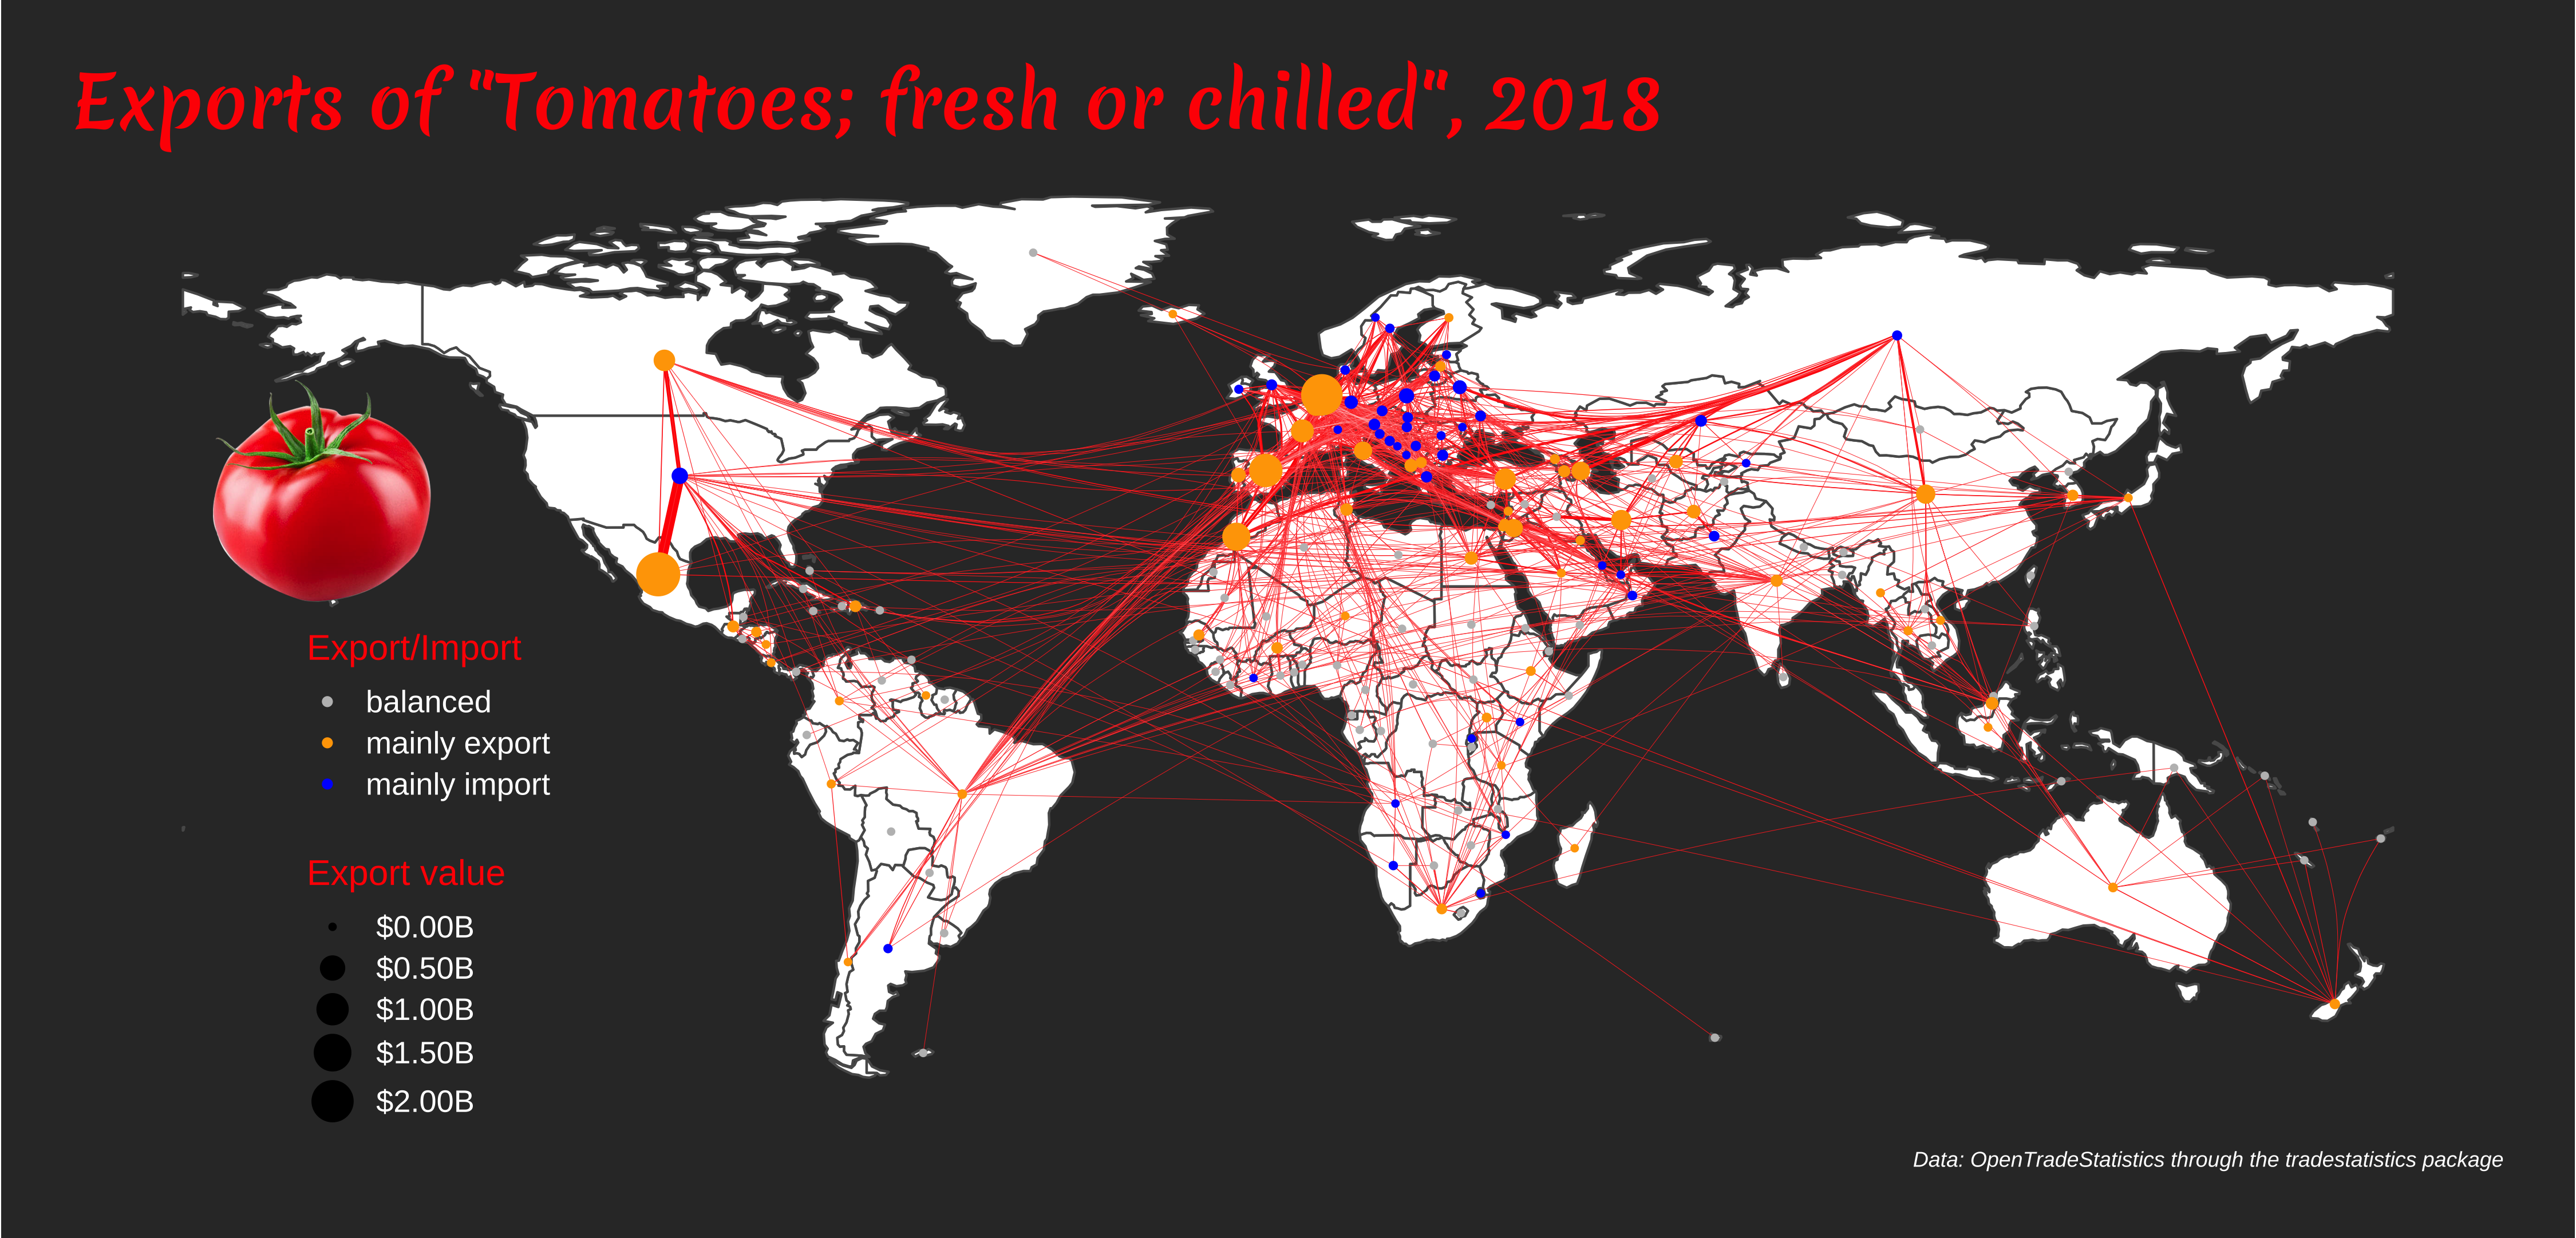 Exports of "Tomatoes; fresh or chilled", 2018
Export/Import
balanced
mainly export
mainly import
Export value
$0.00B
$0.50B
$1.00B
$1.50B
$2.00B
Data: OpenTradeStatistics through the tradestatistics package